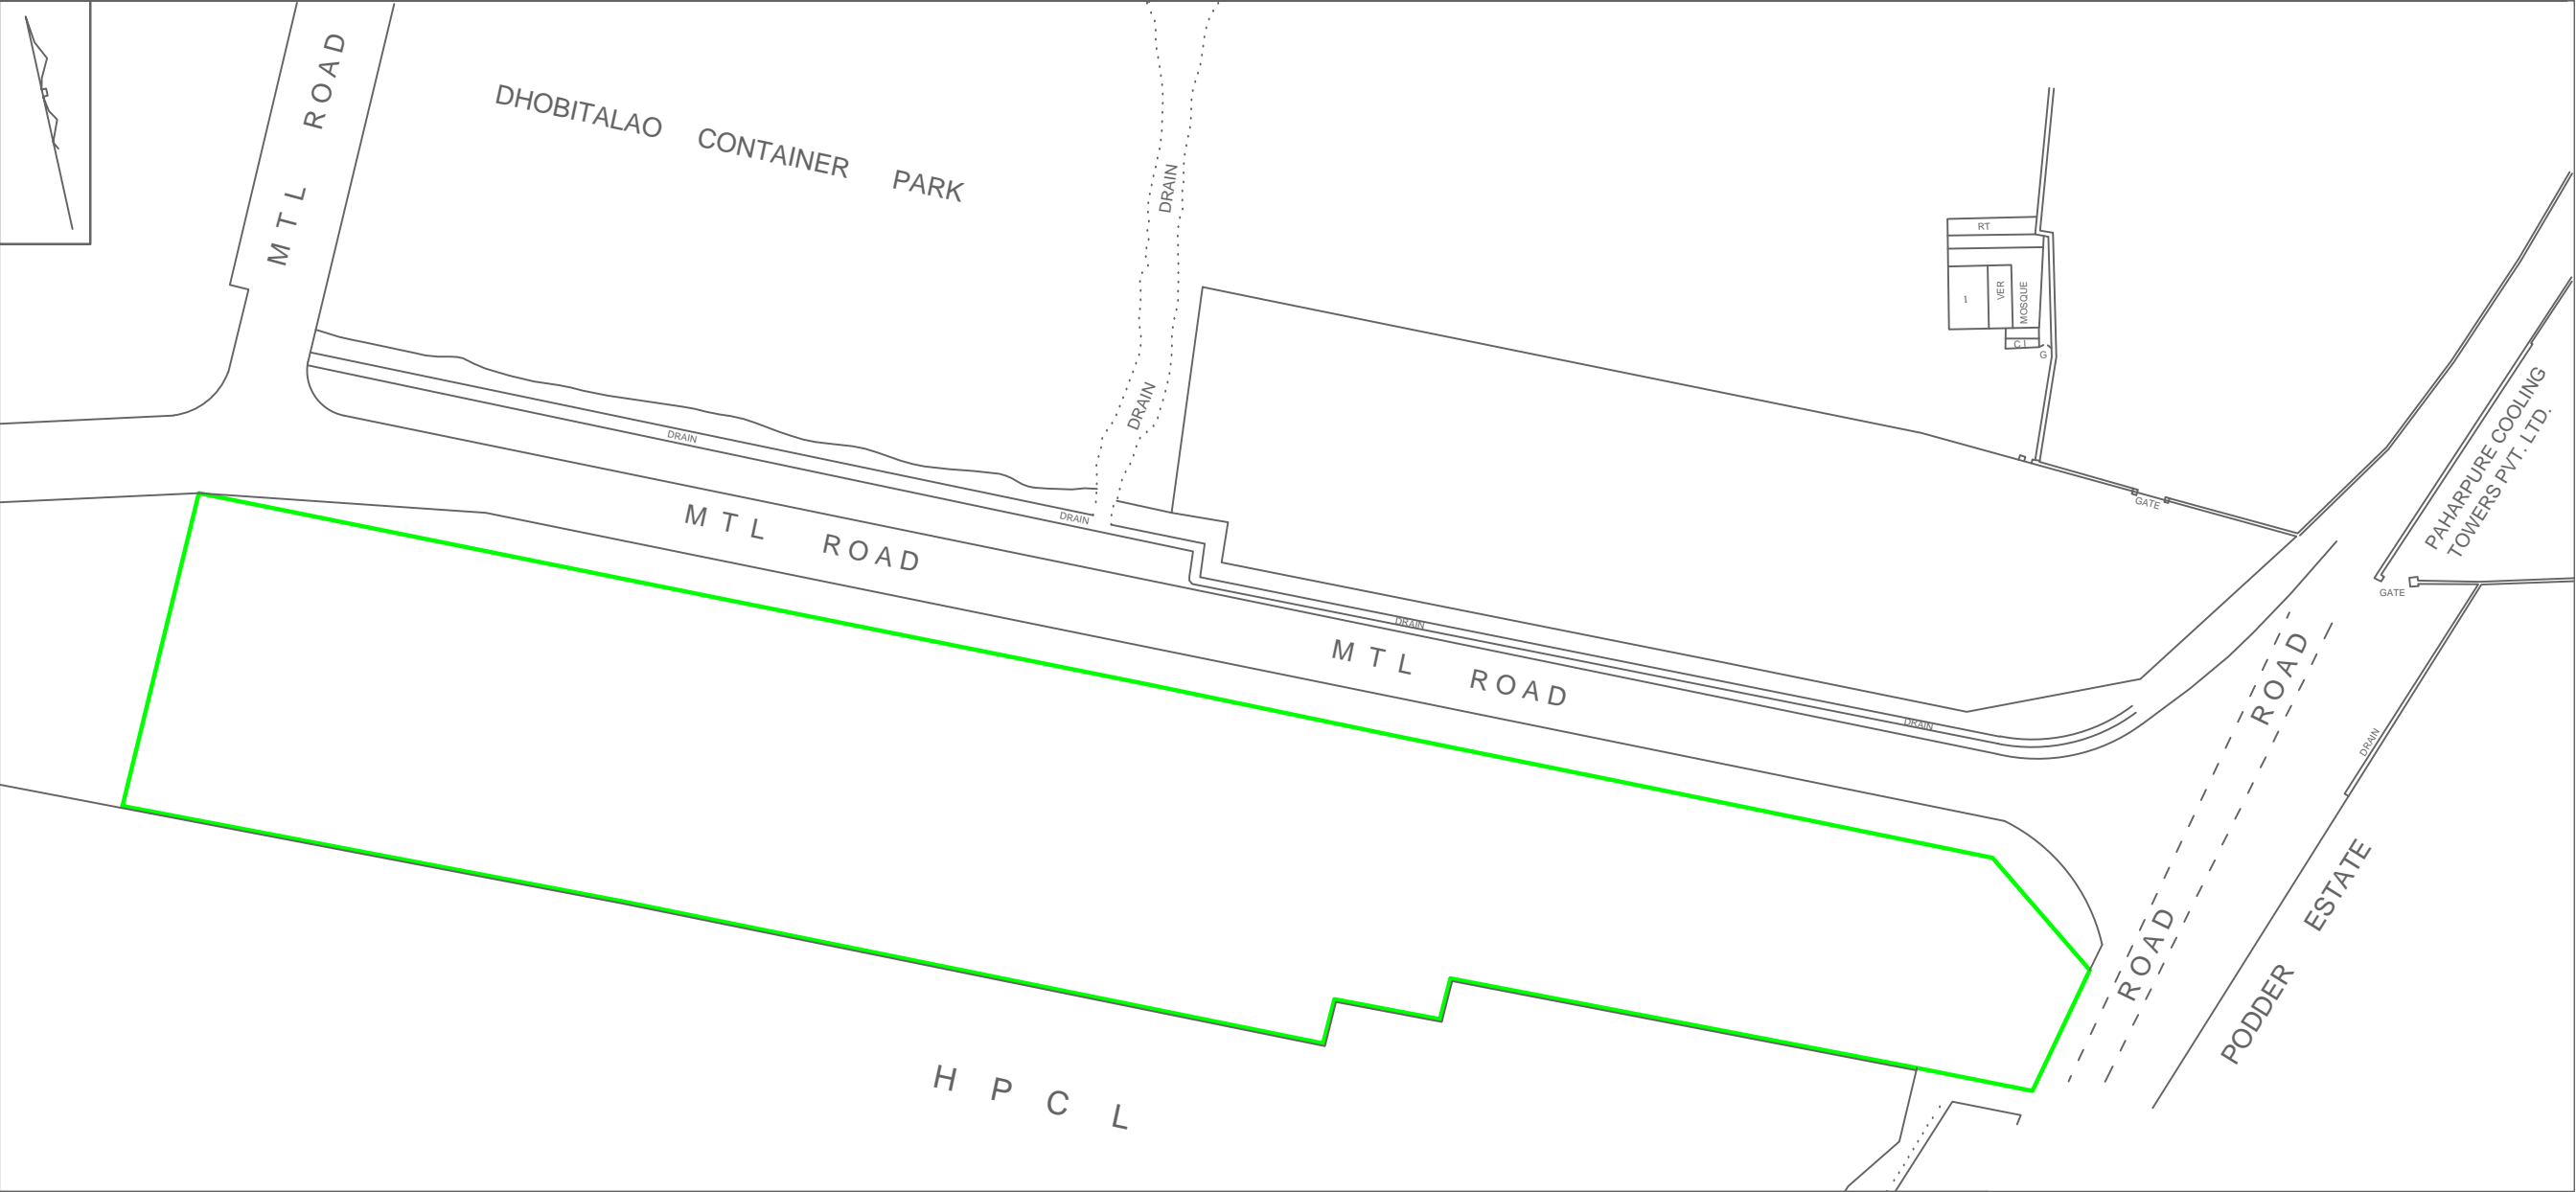 MTL ROAD
DHOBITALAO CONTAINER PARK
DRAIN
DRAIN
RT
1
VER
MOSQUE
C I
G
DRAIN
DRAIN
MTL ROAD
GATE
PAHARPURE COOLING
TOWERS PVT. LTD.
GATE
DRAIN
MTL ROAD
DRAIN
ROAD
DRAIN
ROAD
PODDER ESTATE
H P C L